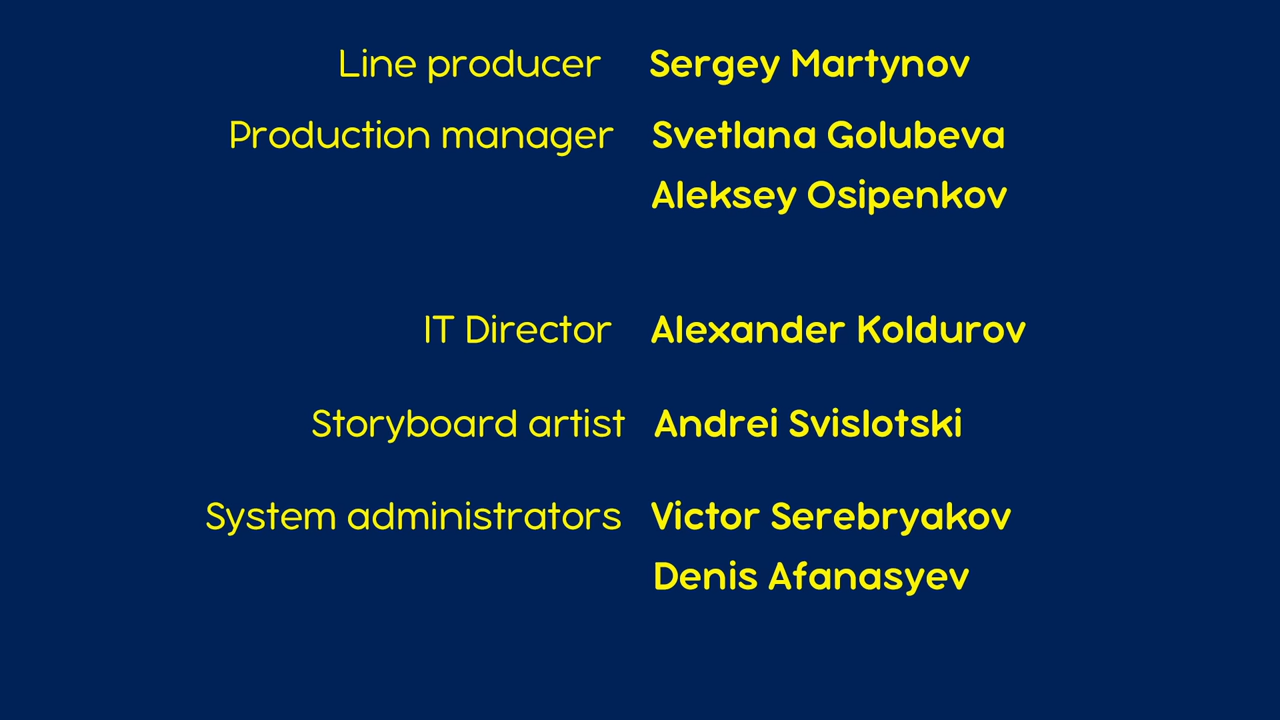 Line producer Sergey Martynov
Production manager Svetlana Golubeva
Aleksey Osipenkov
IT Director Alexander Koldurov
Storyboard artist Andrei Svislotski
System administrators Victor Serebryakov
Denis Afanasyev